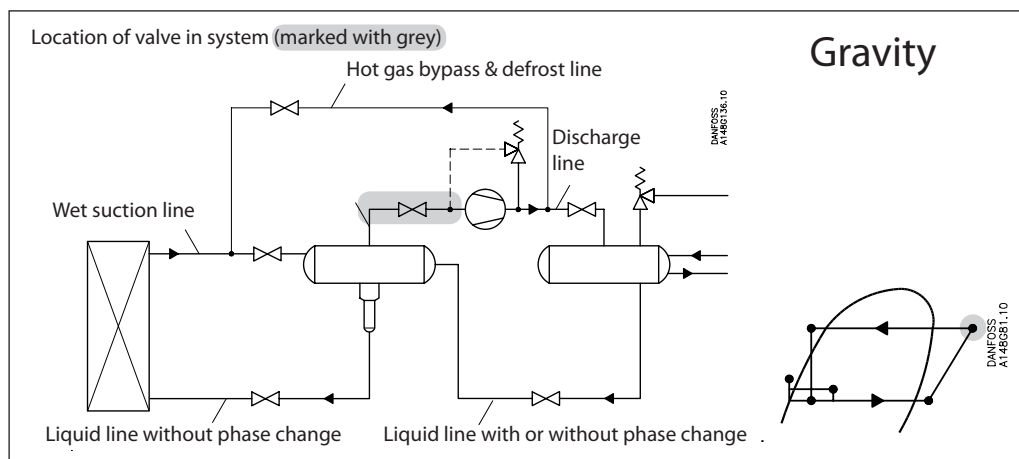 Location of valve in system (marked with grey)
Gravity
Hot gas bypass & defrost line
DANFOSS
A148G136.10
Discharge
line
Wet suction line
DANFOSS
A148G81.10
Liquid line without phase change
Liquid line with or without phase change